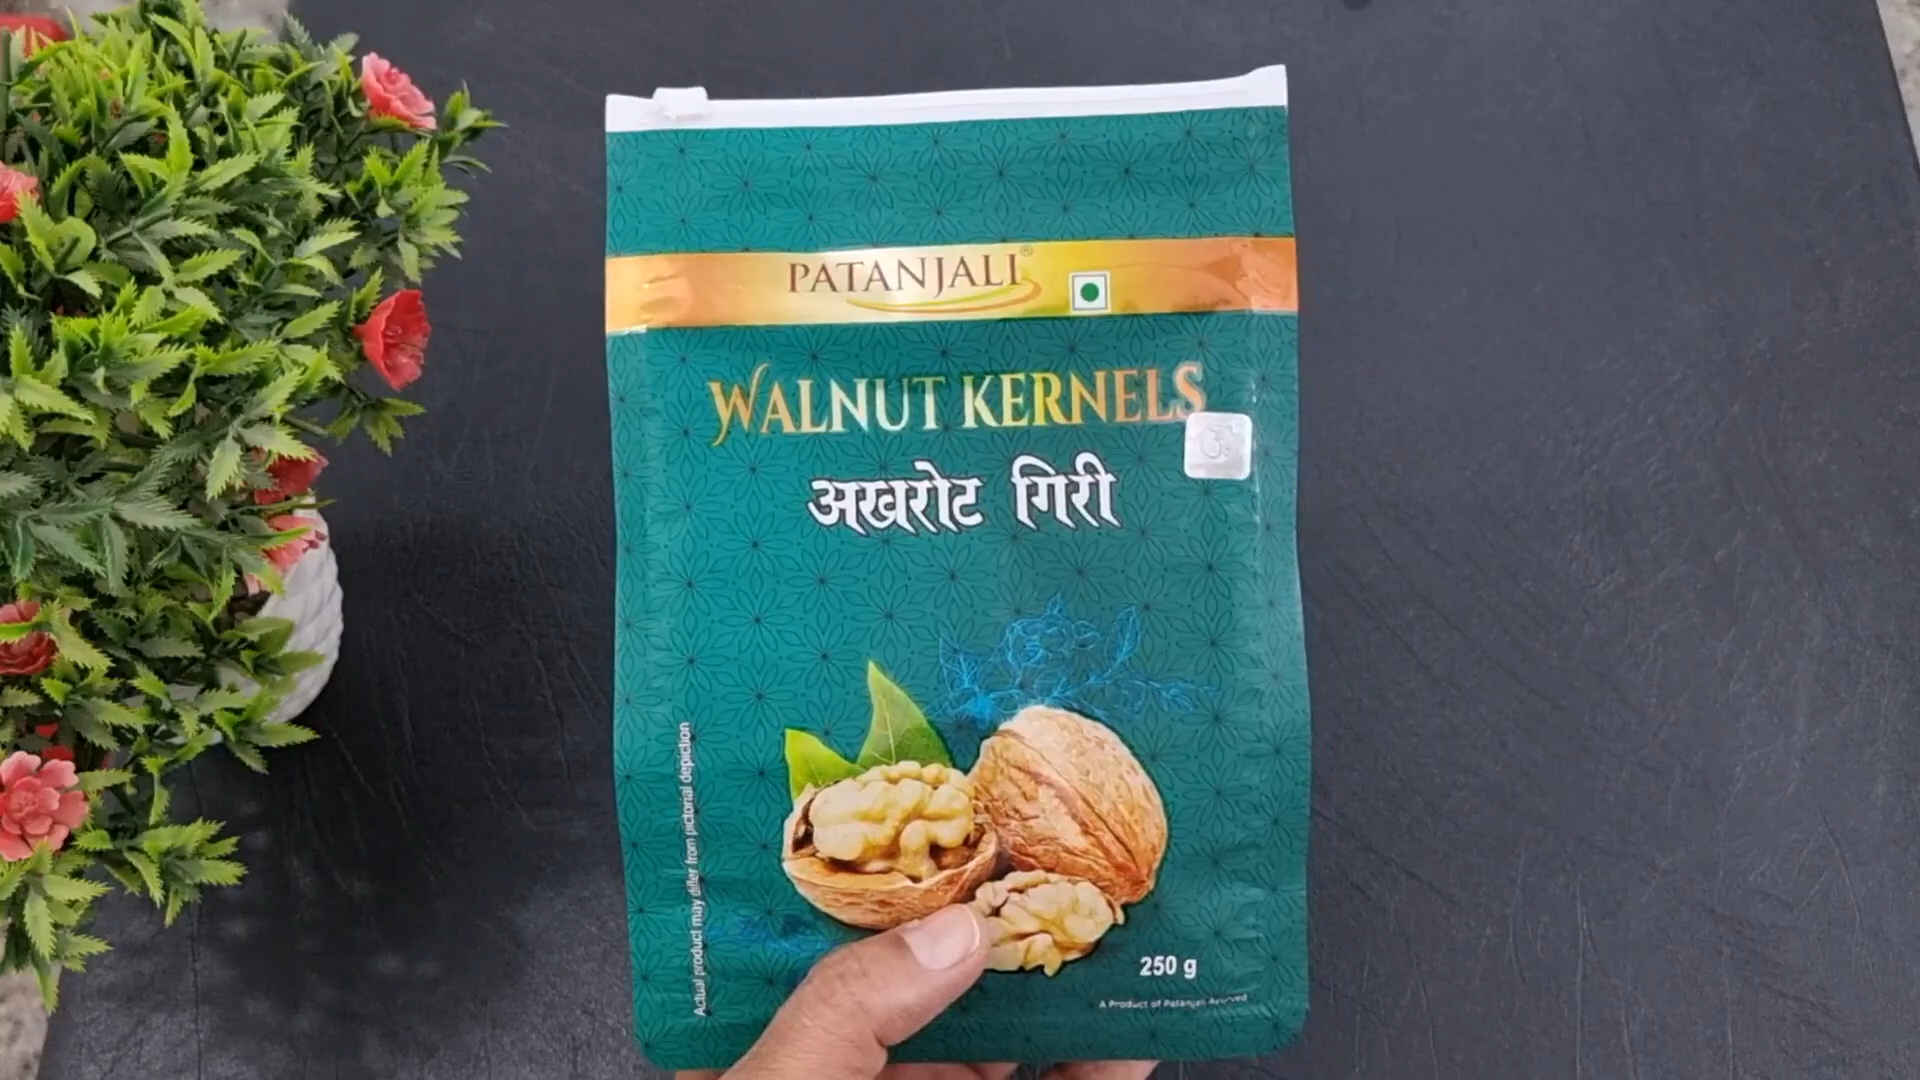 PATANJALI®
WALNUT KERNELS
अखरोट गिरी
Actual product may differ from pictorial depiction
250 g
A Product of Patanjali Ayurved